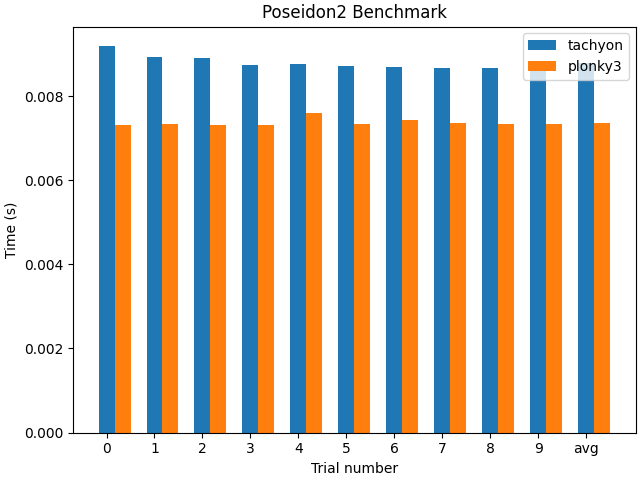 Poseidon2 Benchmark
tachyon
plonky3
0.008
0.006
0.004
0.002
0.000
Time (s)
0 1 2 3 4 5 6 7 8 9 avg
Trial number